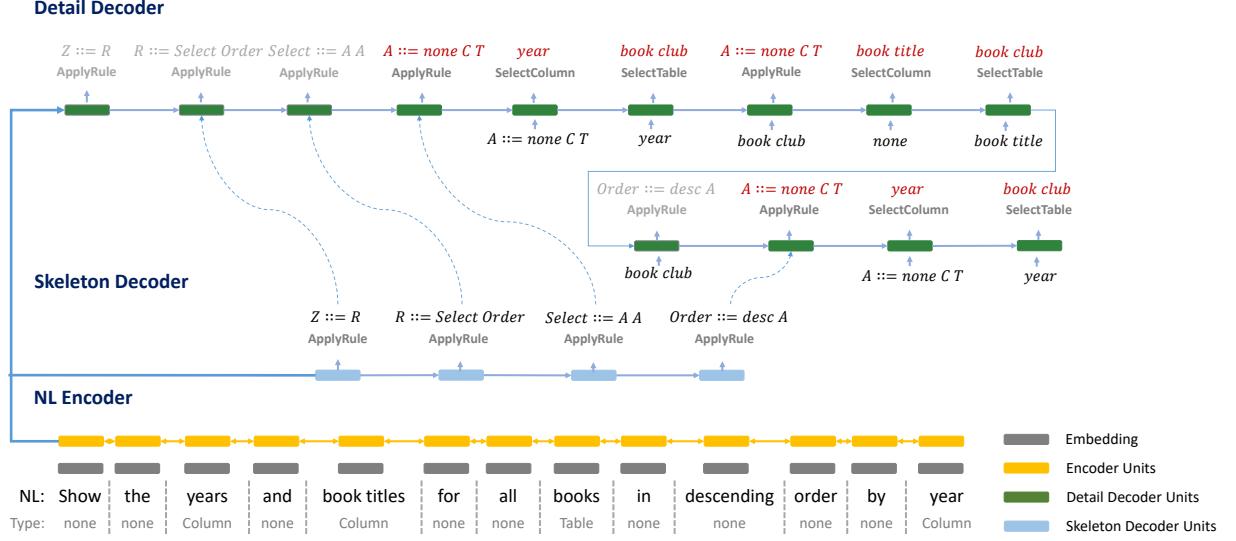 Detail Decoder
Z ::= R R ::= Select Order Select ::= A A A ::= none C T year book club A ::= none C T book title book club
ApplyRule ApplyRule ApplyRule ApplyRule SelectColumn SelectTable ApplyRule SelectColumn SelectTable
A ::= none C T year book club none book title
Order ::= desc A A ::= none C T year book club
ApplyRule ApplyRule SelectColumn SelectTable
book club A ::= none C T year
Skeleton Decoder
Z ::= R R ::= Select Order Select ::= A A Order ::= desc A
ApplyRule ApplyRule ApplyRule ApplyRule
NL Encoder
Embedding
Encoder Units
NL: Show the years and book titles for all books in descending order by year
Detail Decoder Units
Type: none none Column none Column none none Table none none none none Column
Skeleton Decoder Units